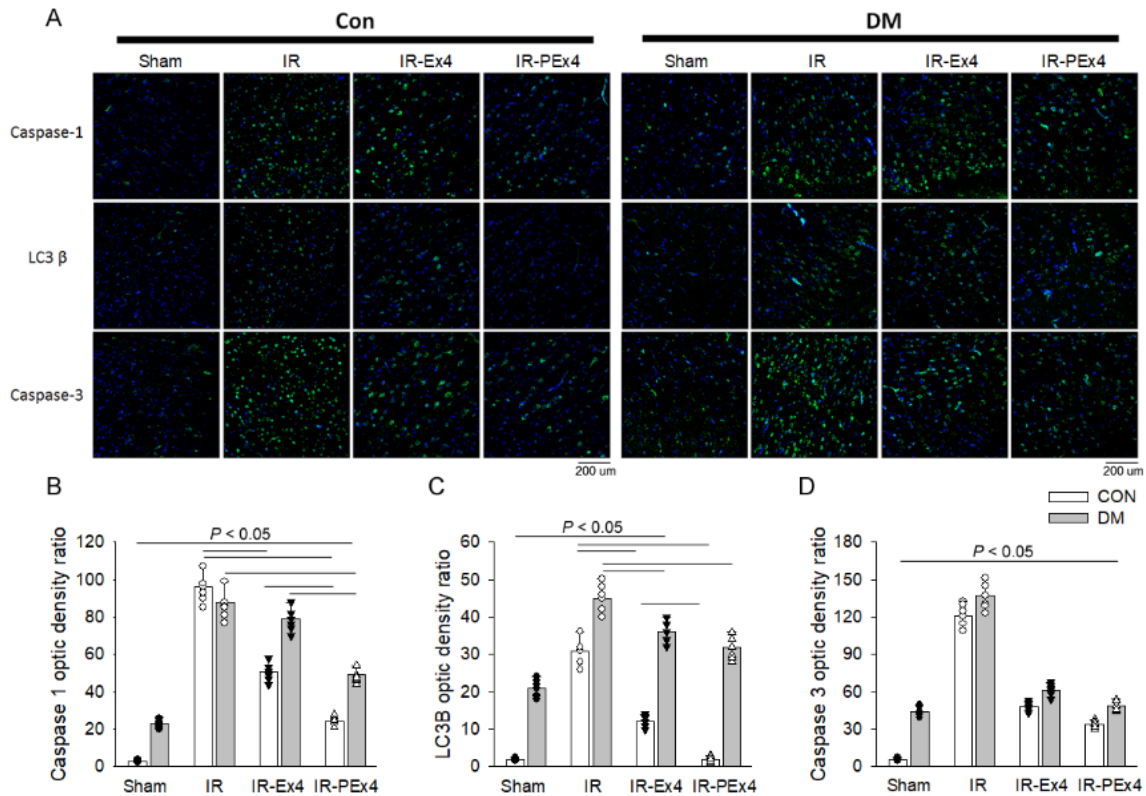 A
Con
DM
Sham IR IR-Ex4 IR-PEx4 Sham IR IR-Ex4 IR-PEx4
Caspase-1
LC3 β
Caspase-3
200 um 200 um
B
P < 0.05
Caspase 1 optic density ratio
120
100
80
60
40
20
0
Sham IR IR-Ex4 IR-PEx4
C
P < 0.05
LC3B optic density ratio
60
50
40
30
20
10
0
Sham IR IR-Ex4 IR-PEx4
D
CON
DM
P < 0.05
Caspase 3 optic density ratio
180
150
120
90
60
30
0
Sham IR IR-Ex4 IR-PEx4